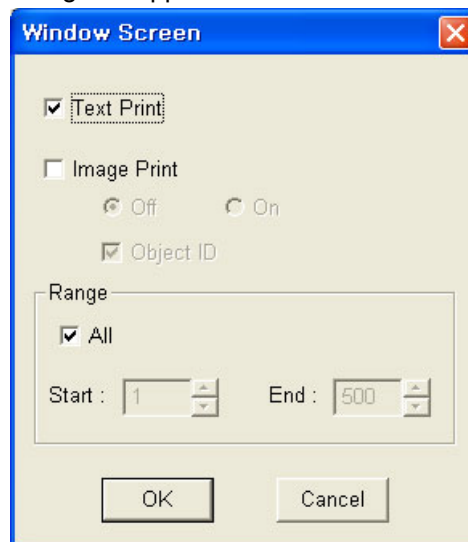 Window Screen
Text Print
Image Print
Off On
Object ID
Range
All
Start : 1 End : 500
OK Cancel